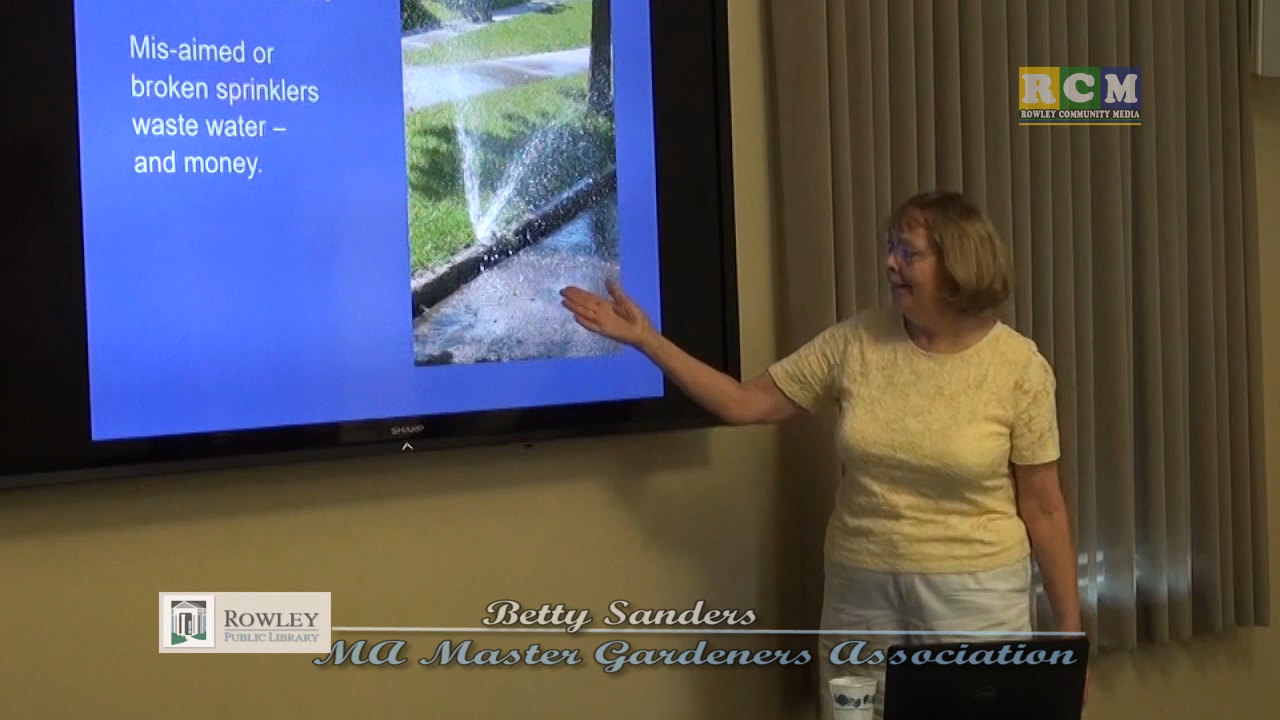 Mis-aimed or
broken sprinklers
waste water –
and money.
RCM
ROWLEY COMMUNITY MEDIA
SHARP
Betty Sanders
ROWLEY
PUBLIC LIBRARY
MA Master Gardeners Association